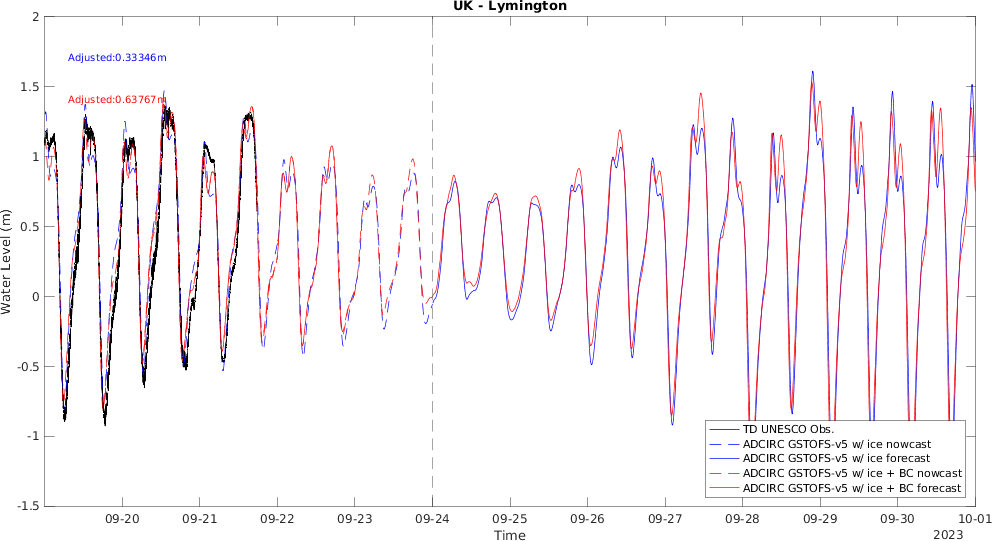 UK - Lymington
2
1.5
1
0.5
0
-0.5
-1
-1.5
Water Level (m)
Adjusted:0.33346m
Adjusted:0.63767m
TD UNESCO Obs.
ADCIRC GSTOFS-v5 w/ ice nowcast
ADCIRC GSTOFS-v5 w/ ice forecast
ADCIRC GSTOFS-v5 w/ ice + BC nowcast
ADCIRC GSTOFS-v5 w/ ice + BC forecast
09-20 09-21 09-22 09-23 09-24 09-25 09-26 09-27 09-28 09-29 09-30 10-01
Time
2023